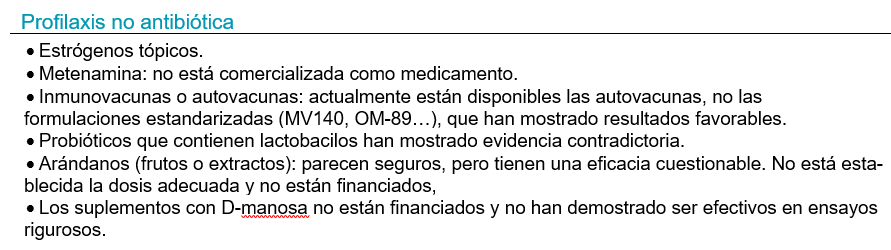 Profilaxis no antibiótica
• Estrógenos tópicos.
• Metenamina: no está comercializada como medicamento.
• Inmunovacunas o autovacunas: actualmente están disponibles las autovacunas, no las
formulaciones estandarizadas (MV140, OM-89…), que han mostrado resultados favorables.
• Probióticos que contienen lactobacilos han mostrado evidencia contradictoria.
• Arándanos (frutos o extractos): parecen seguros, pero tienen una eficacia cuestionable. No está esta-
blecida la dosis adecuada y no están financiados,
• Los suplementos con D-manosa no están financiados y no han demostrado ser efectivos en ensayos
rigurosos.